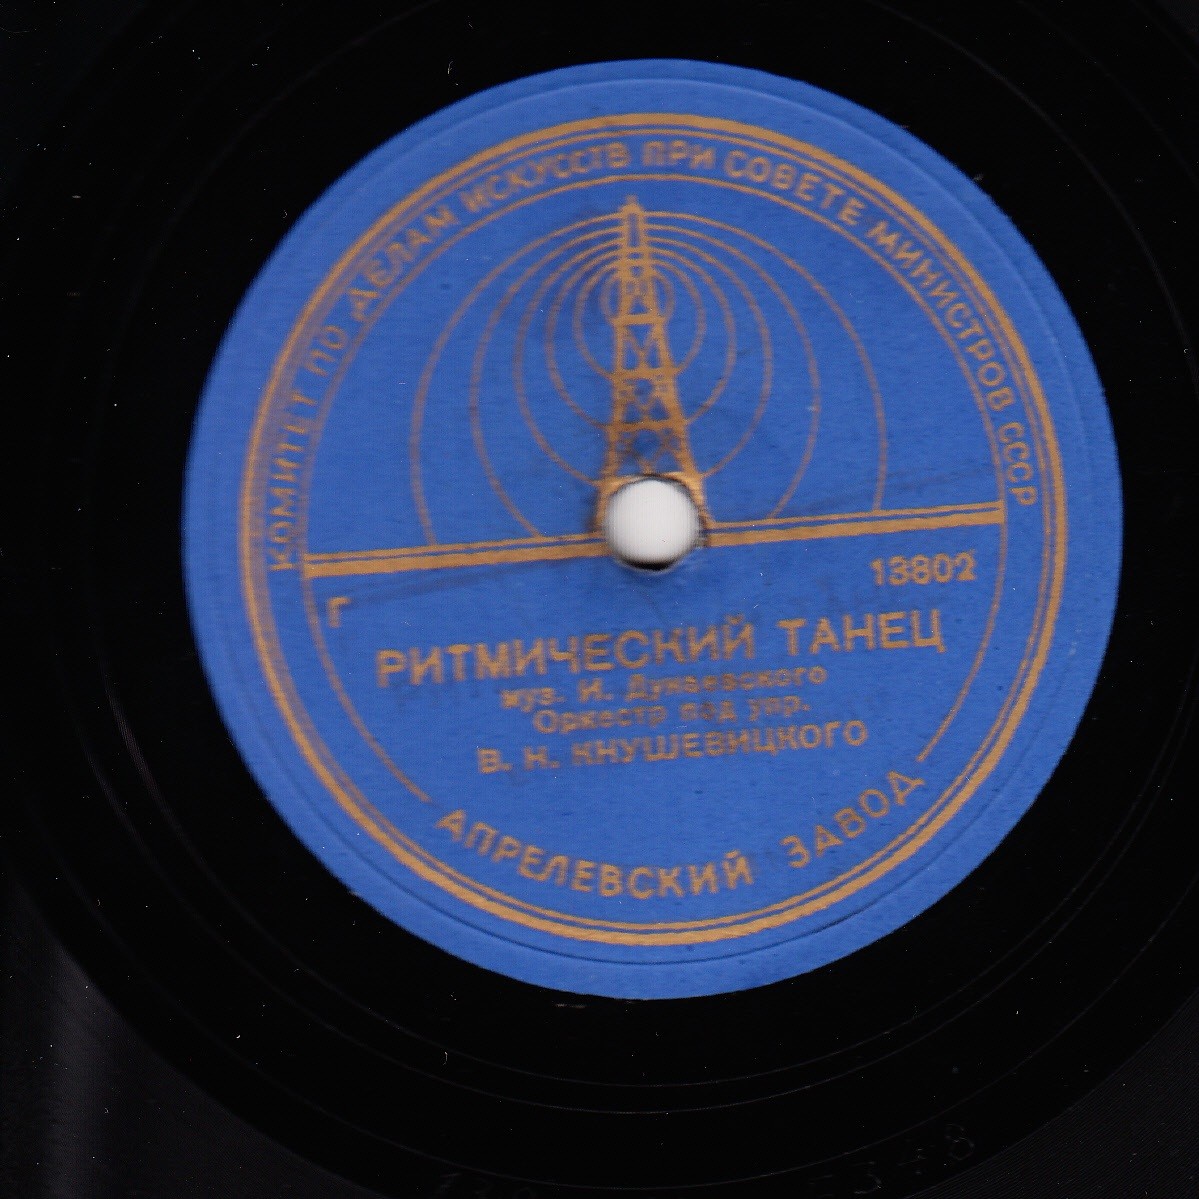 КОМИТЕТ ПО ДЕЛАМ ИСКУССТВ ПРИ СОВЕТЕ МИНИСТРОВ СССР
Г 13802
РИТМИЧЕСКИЙ ТАНЕЦ
муз. И. Дунаевского
Оркестр под упр.
В. Н. КНУШЕВИЦКОГО
АПРЕЛЕВСКИЙ ЗАВОД